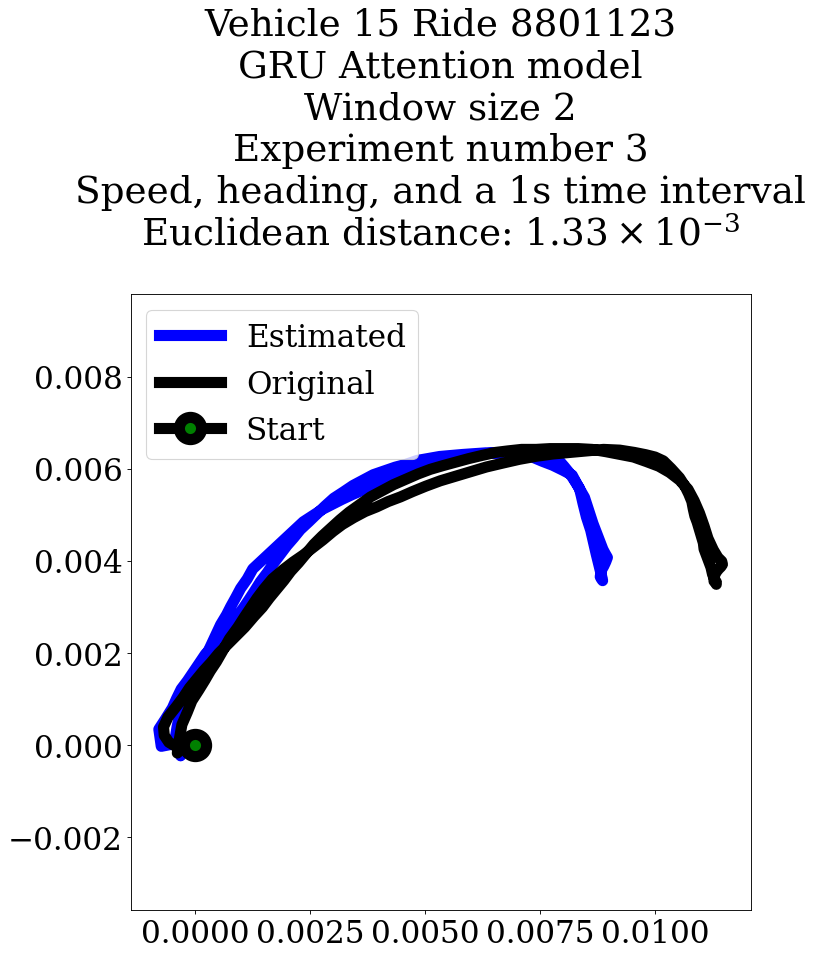 Vehicle 15 Ride 8801123
GRU Attention model
Window size 2
Experiment number 3
Speed, heading, and a 1s time interval
Euclidean distance: 1.33 × 10⁻³
Estimated
Original
Start
0.008
0.006
0.004
0.002
0.000
−0.002
0.0000 0.0025 0.0050 0.0075 0.0100